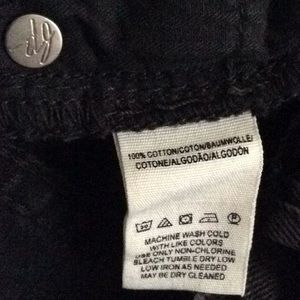 100% COTTON/COTON/BAUMWOLLE/
COTONE/ALGODÃO/ALGODÓN
MACHINE WASH COLD
WITH LIKE COLORS
USE ONLY NON-CHLORINE
BLEACH TUMBLE DRY LOW
LOW IRON AS NEEDED
MAY BE DRY CLEANED